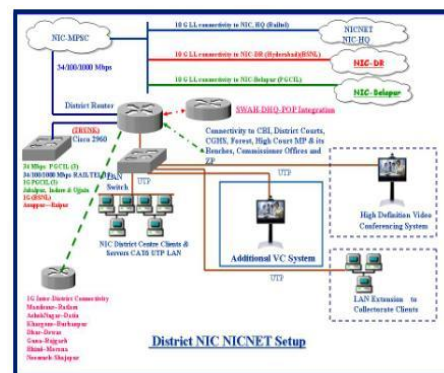 10 G LL connectivity to NIC, HQ (Railtel)
NIC-MPSC
NICNET
NIC-HQ
10 G LL connectivity to NIC-DR (Hyderabad)(BSNL)
NIC-DR
34/100/1000 Mbps
10 G LL connectivity to NIC-Belapur (PGCIL)
NIC-Belapur
District Router
SWAN-DHQ-POP Integration
(TRUNK)
Cisco 2960
Connectivity to CHI, District Courts,
CGHS, Forest, High Court MP & its
Benches, Commissioner Offices and
ZP
34 Mbps PGCIL (3)
34/100/1000 Mbps RAILTEL
1G PGCIL (3)
Jabalpur, Indore & Ujjain
1G (BSNL)
LAN
Switch
UTP
UTP
NIC District Centre Clients &
Servers CAT6 UTP LAN
High Definition Video
Conferencing System
Additional VC System
UTP
1G Inter-District Connectivity
Mandsaur-Ratlam
AshokNagar-Datia
Khargone-Burhanpur
Dhar-Dewas
Guna-Rajgarh
Bhind-Morena
Neemuch-Shajapur
LAN Extension to
Collectorate Clients
District NIC NICNET Setup